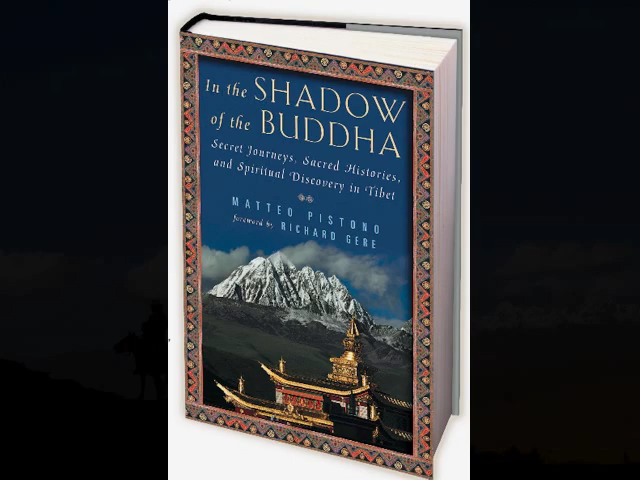 In the SHADOW
of the BUDDHA
Secret Journeys, Sacred Histories,
and Spiritual Discovery in Tibet
MATTEO PISTONO
foreword by RICHARD GERE